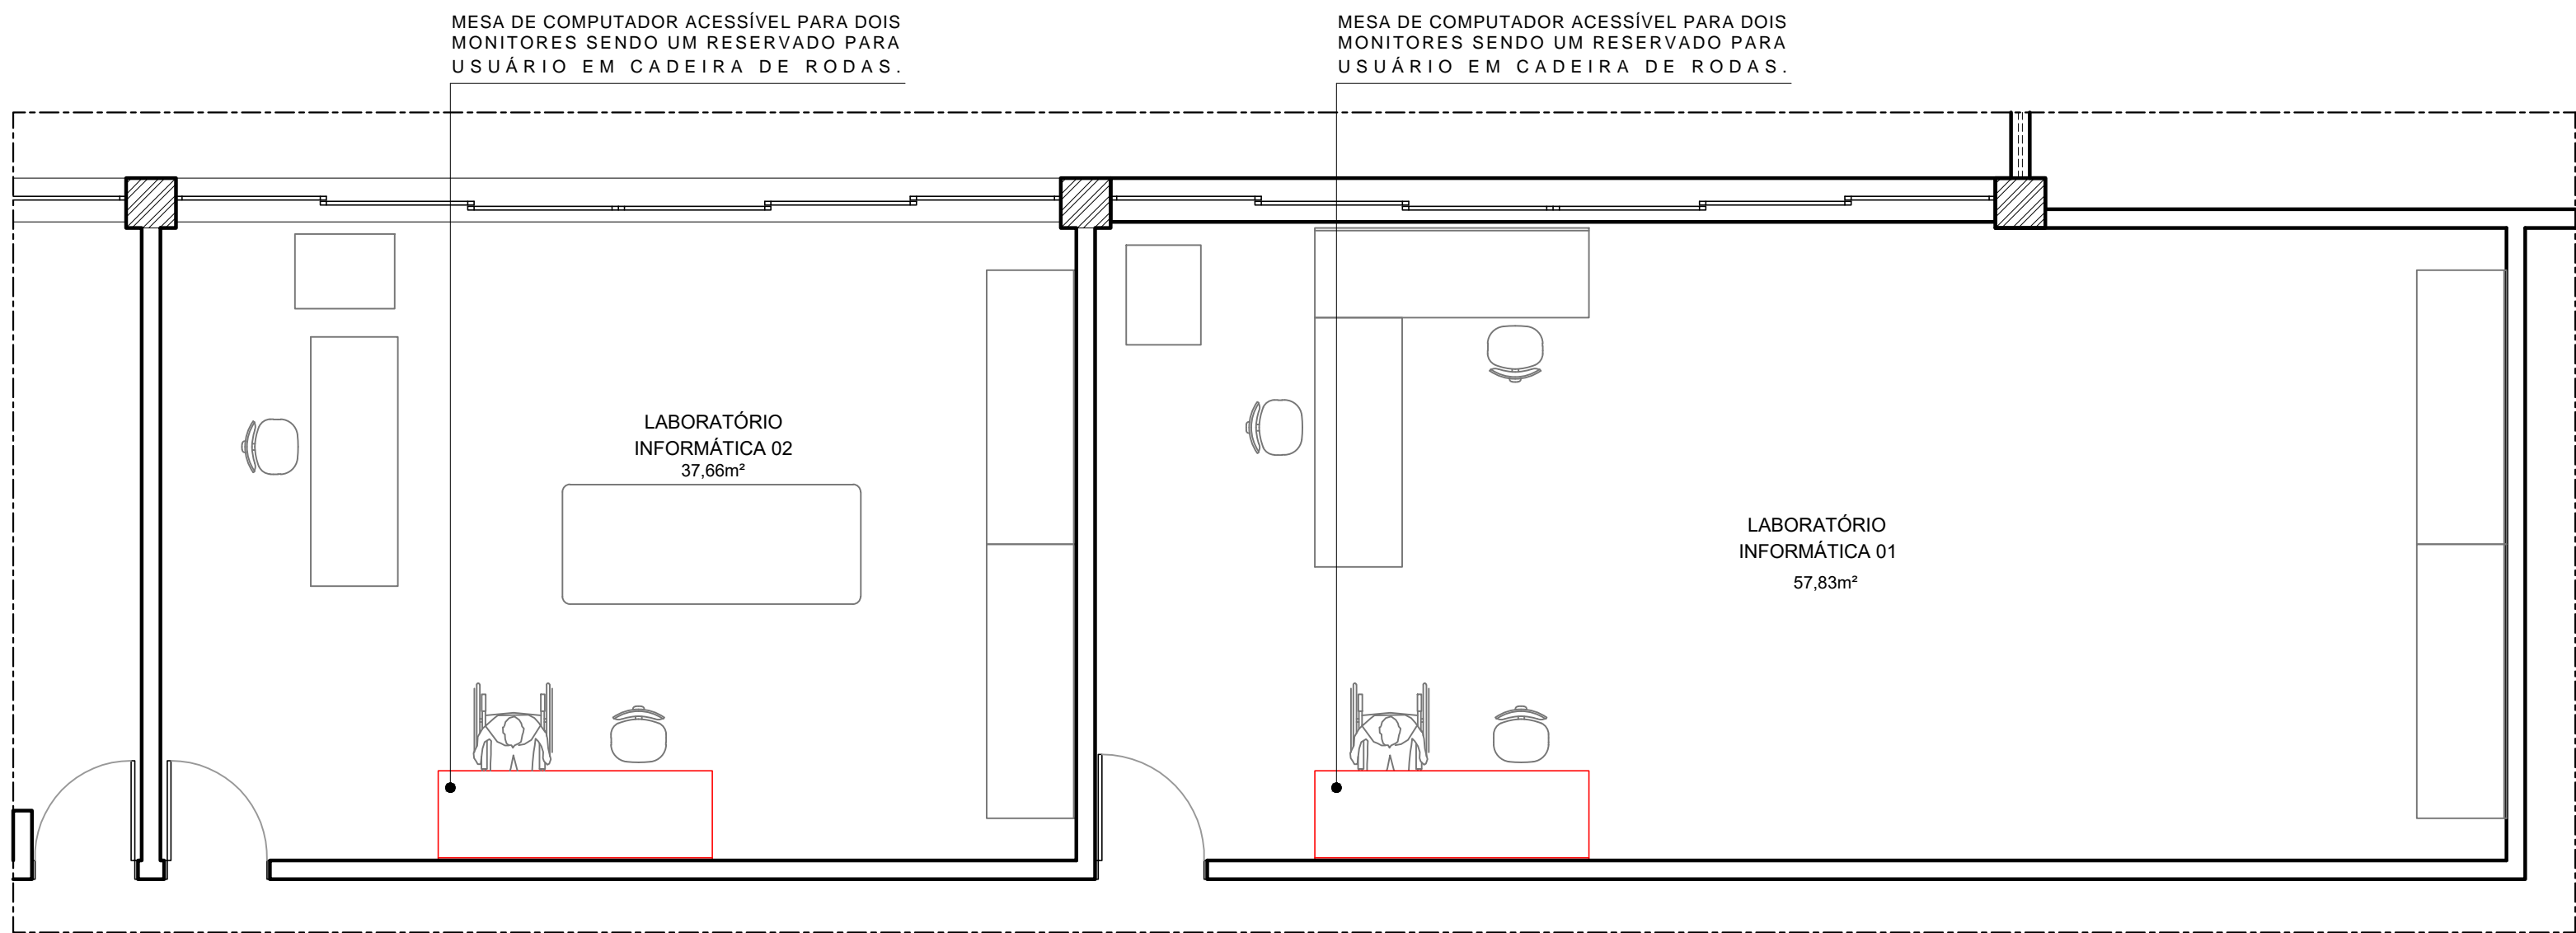 MESA DE COMPUTADOR ACESSÍVEL PARA DOIS
MONITORES SENDO UM RESERVADO PARA
USUÁRIO EM CADEIRA DE RODAS.
MESA DE COMPUTADOR ACESSÍVEL PARA DOIS
MONITORES SENDO UM RESERVADO PARA
USUÁRIO EM CADEIRA DE RODAS.
LABORATÓRIO
INFORMÁTICA 02
37,66m²
LABORATÓRIO
INFORMÁTICA 01
57,83m²